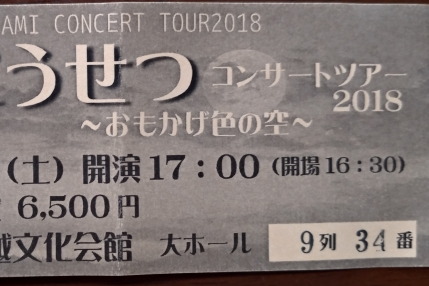 AMI CONCERT TOUR2018
うせつ コンサートツアー
2018
~おもかげ色の空~
(土) 開演17:00 (開場16:30)
6,500円
文化会館 大ホール 9列 34番